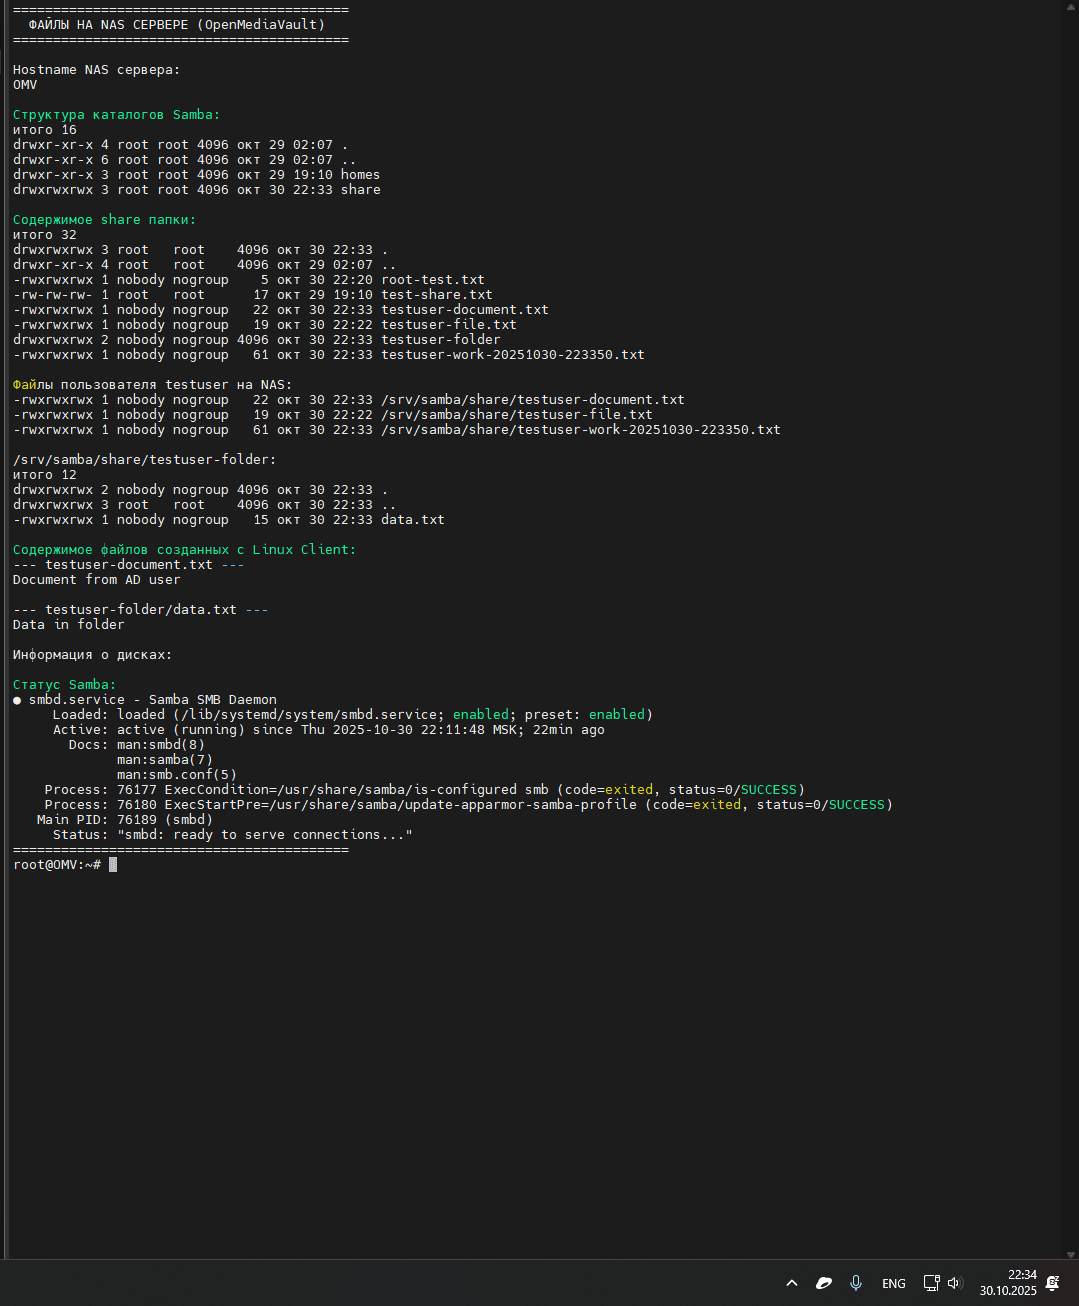 ==========================================
  ФАЙЛЫ НА NAS СЕРВЕРЕ (OpenMediaVault)
==========================================
Hostname NAS сервера:
OMV
Структура каталогов Samba:
итого 16
drwxr-xr-x 4 root root 4096 окт 29 02:07 .
drwxr-xr-x 6 root root 4096 окт 29 02:07 ..
drwxr-xr-x 3 root root 4096 окт 29 19:10 homes
drwxrwxrwx 3 root root 4096 окт 30 22:33 share
Содержимое share папки:
итого 32
drwxrwxrwx 3 root   root    4096 окт 30 22:33 .
drwxr-xr-x 4 root   root    4096 окт 29 02:07 ..
-rwxrwxrwx 1 nobody nogroup    5 окт 30 22:20 root-test.txt
-rw-rw-rw- 1 root   root      17 окт 29 19:10 test-share.txt
-rwxrwxrwx 1 nobody nogroup   22 окт 30 22:33 testuser-document.txt
-rwxrwxrwx 1 nobody nogroup   19 окт 30 22:22 testuser-file.txt
drwxrwxrwx 2 nobody nogroup 4096 окт 30 22:33 testuser-folder
-rwxrwxrwx 1 nobody nogroup   61 окт 30 22:33 testuser-work-20251030-223350.txt
Файлы пользователя testuser на NAS:
-rwxrwxrwx 1 nobody nogroup   22 окт 30 22:33 /srv/samba/share/testuser-document.txt
-rwxrwxrwx 1 nobody nogroup   19 окт 30 22:22 /srv/samba/share/testuser-file.txt
-rwxrwxrwx 1 nobody nogroup   61 окт 30 22:33 /srv/samba/share/testuser-work-20251030-223350.txt
/srv/samba/share/testuser-folder:
итого 12
drwxrwxrwx 2 nobody nogroup 4096 окт 30 22:33 .
drwxrwxrwx 3 root   root    4096 окт 30 22:33 ..
-rwxrwxrwx 1 nobody nogroup   15 окт 30 22:33 data.txt
Содержимое файлов созданных с Linux Client:
--- testuser-document.txt ---
Document from AD user
--- testuser-folder/data.txt ---
Data in folder
Информация о дисках:
Статус Samba:
● smbd.service - Samba SMB Daemon
     Loaded: loaded (/lib/systemd/system/smbd.service; enabled; preset: enabled)
     Active: active (running) since Thu 2025-10-30 22:11:48 MSK; 22min ago
       Docs: man:smbd(8)
             man:samba(7)
             man:smb.conf(5)
    Process: 76177 ExecCondition=/usr/share/samba/is-configured smb (code=exited, status=0/SUCCESS)
    Process: 76180 ExecStartPre=/usr/share/samba/update-apparmor-samba-profile (code=exited, status=0/SUCCESS)
   Main PID: 76189 (smbd)
     Status: "smbd: ready to serve connections..."
==========================================
root@OMV:~#
ENG
22:34
30.10.2025